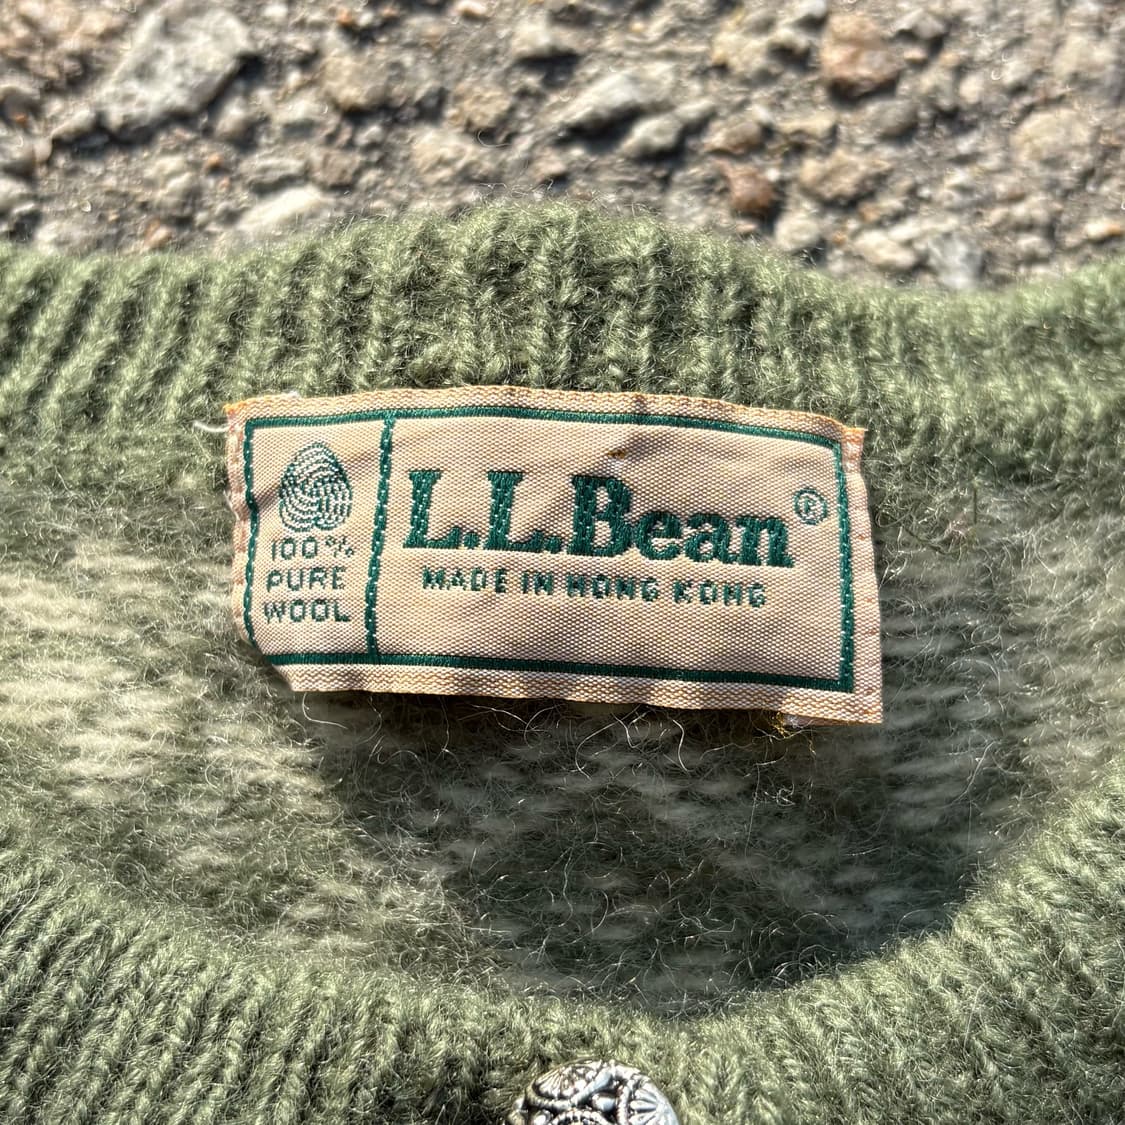 100%
PURE
WOOL
L.L.Bean®
MADE IN HONG KONG